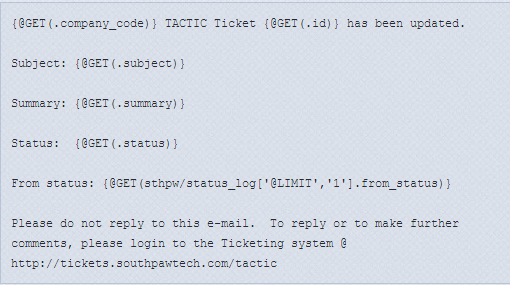 {@GET(.company_code)} TACTIC Ticket {@GET(.id)} has been updated.
Subject: {@GET(.subject)}
Summary: {@GET(.summary)}
Status:  {@GET(.status)}
From status: {@GET(sthpw/status_log['@LIMIT','1'].from_status)}
Please do not reply to this e-mail.  To reply or to make further
comments, please login to the Ticketing system @
http://tickets.southpawtech.com/tactic